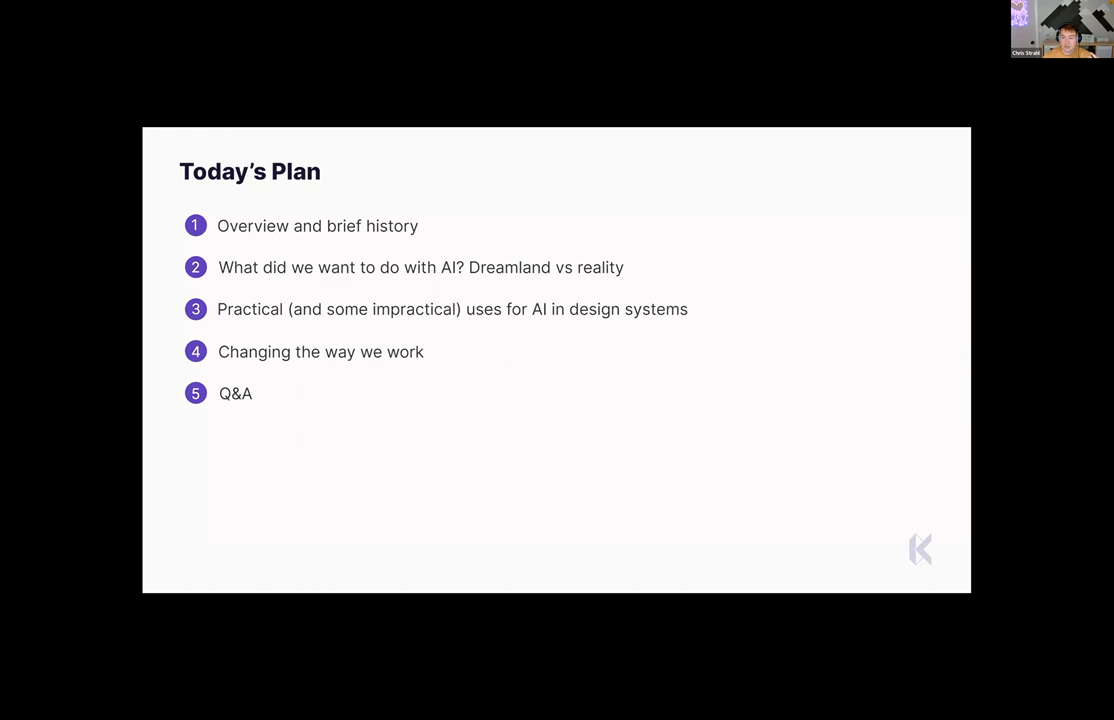 Chris Strahl
Today's Plan
1 Overview and brief history
2 What did we want to do with AI? Dreamland vs reality
3 Practical (and some impractical) uses for AI in design systems
4 Changing the way we work
5 Q&A